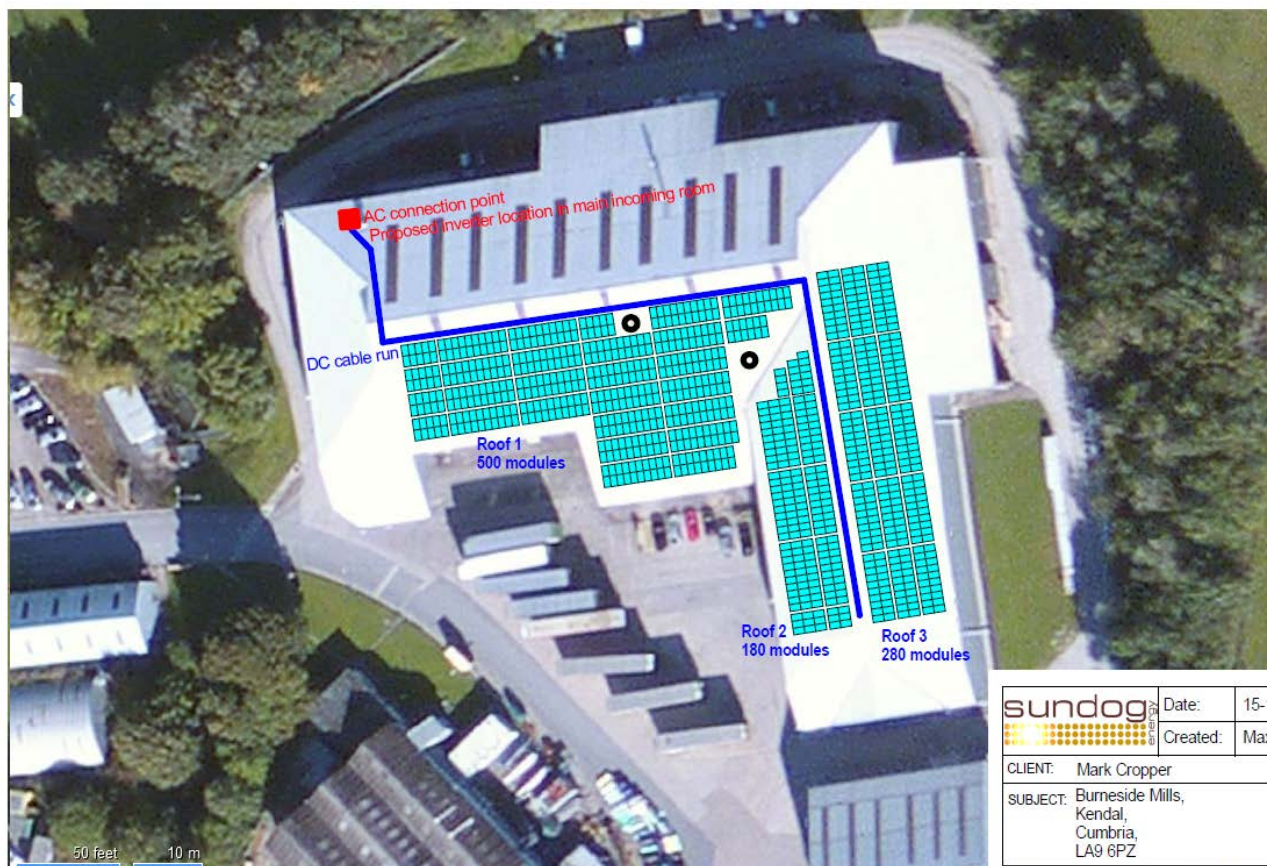 AC connection point
Proposed inverter location in main incoming room
DC cable run
Roof 1
500 modules
Roof 2
180 modules
Roof 3
280 modules
50 feet
10 m
sundog
energy
Date: 15-
Created: Max
CLIENT: Mark Cropper
SUBJECT: Burneside Mills,
Kendal,
Cumbria,
LA9 6PZ